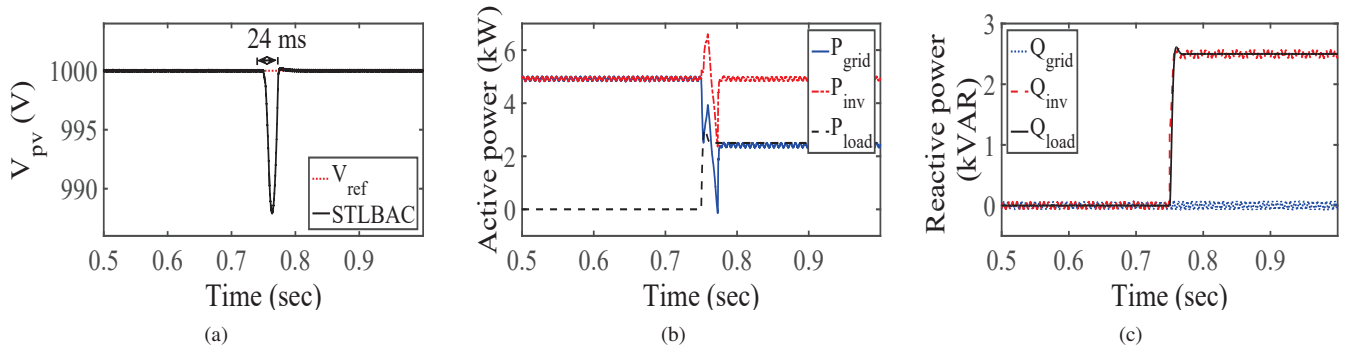 24 ms
1000
995
990
V_pv (V)
V_ref
STLBAC
0.5 0.6 0.7 0.8 0.9
Time (sec)
(a)
6
4
2
0
Active power (kW)
P_grid
P_inv
P_load
0.5 0.6 0.7 0.8 0.9
Time (sec)
(b)
3
2
1
0
Reactive power
(kVAR)
Q_grid
Q_inv
Q_load
0.5 0.6 0.7 0.8 0.9
Time (sec)
(c)